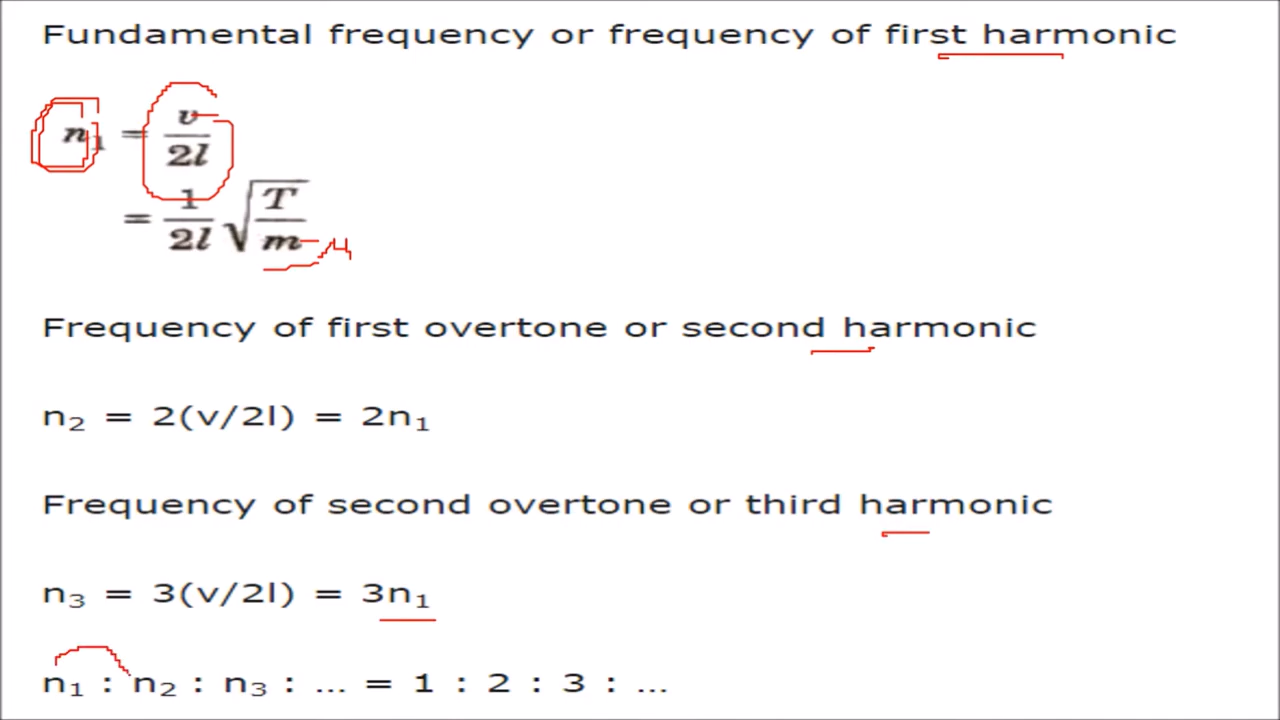 Fundamental frequency or frequency of first harmonic
n₁ = v/2l
= 1/2l √T/m μ
Frequency of first overtone or second harmonic
n₂ = 2(v/2l) = 2n₁
Frequency of second overtone or third harmonic
n₃ = 3(v/2l) = 3n₁
n₁ : n₂ : n₃ : ... = 1 : 2 : 3 : ...